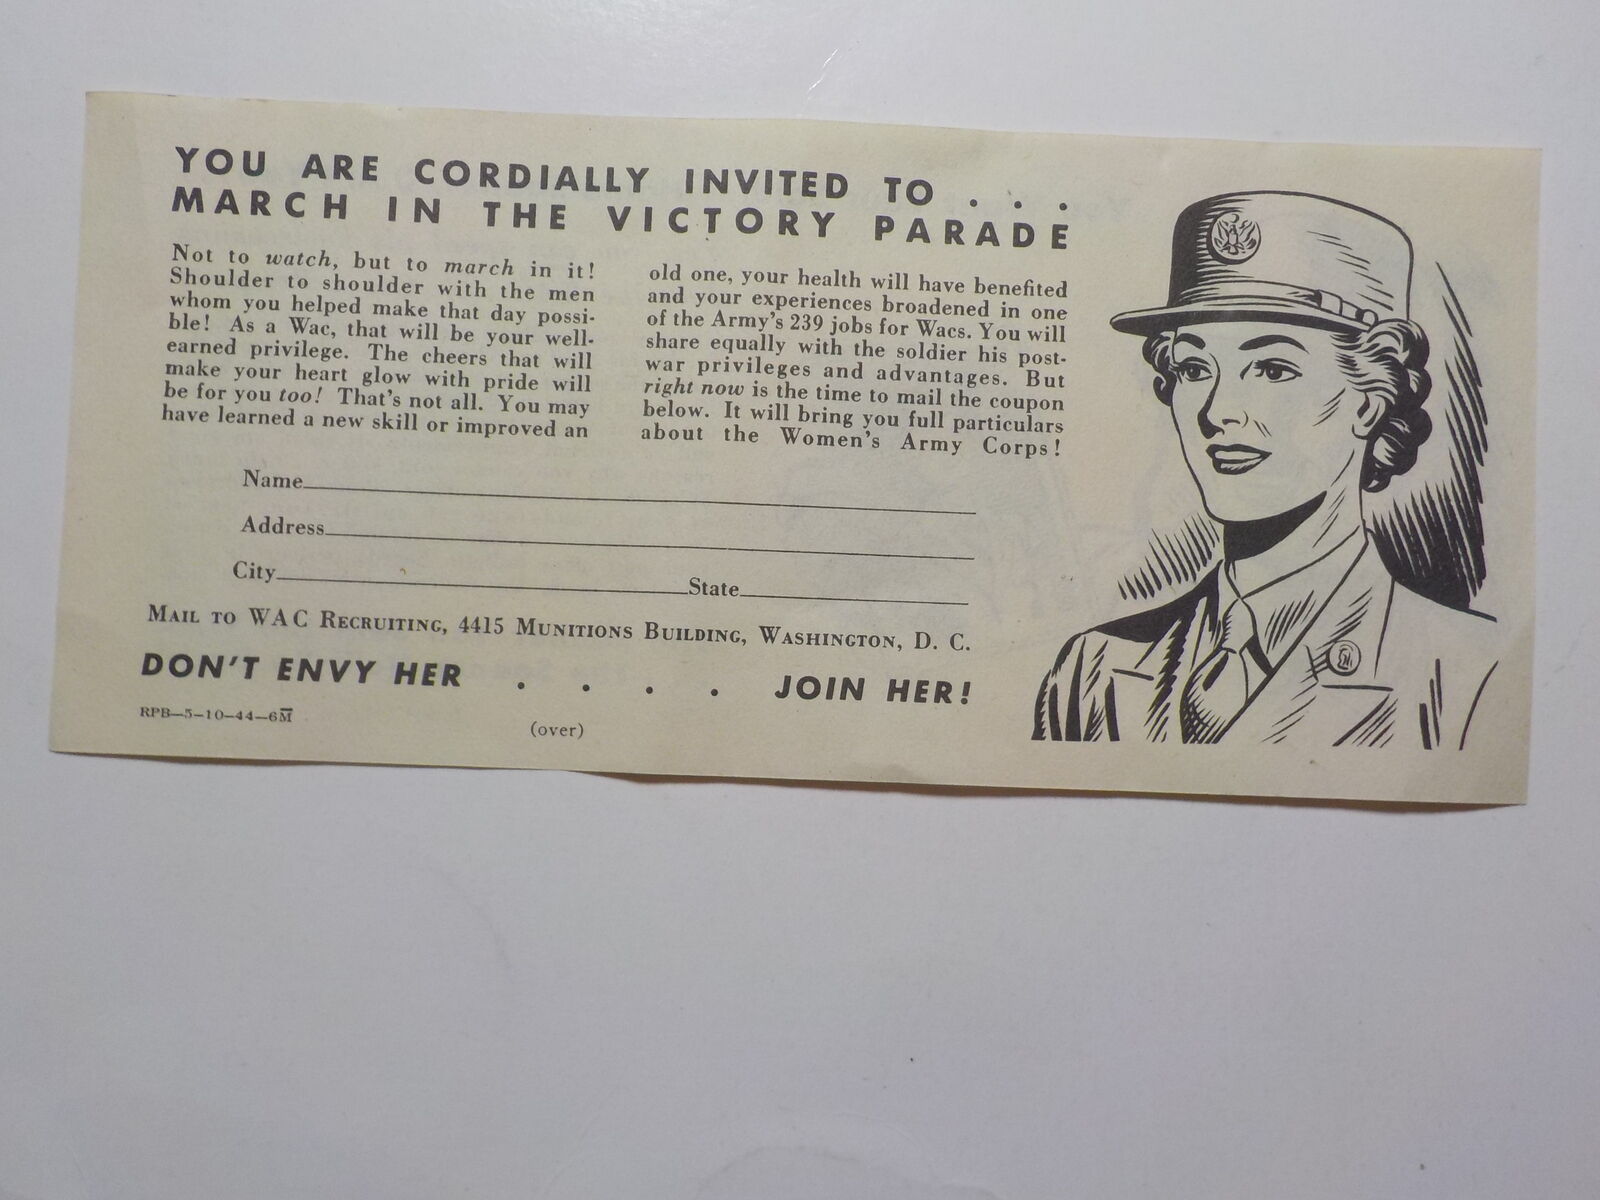 YOU ARE CORDIALLY INVITED TO . . .
MARCH IN THE VICTORY PARADE
Not to watch, but to march in it!
Shoulder to shoulder with the men
whom you helped make that day possi-
ble! As a Wac, that will be your well-
earned privilege. The cheers that will
make your heart glow with pride will
be for you too! That's not all. You may
have learned a new skill or improved an
old one, your health will have benefited
and your experiences broadened in one
of the Army's 239 jobs for Wacs. You will
share equally with the soldier his post-
war privileges and advantages. But
right now is the time to mail the coupon
below. It will bring you full particulars
about the Women's Army Corps!
Name
Address
City State
MAIL TO WAC RECRUITING, 4415 MUNITIONS BUILDING, WASHINGTON, D. C.
DON'T ENVY HER . . . . JOIN HER!
RPB—5-10-44—6M
(over)